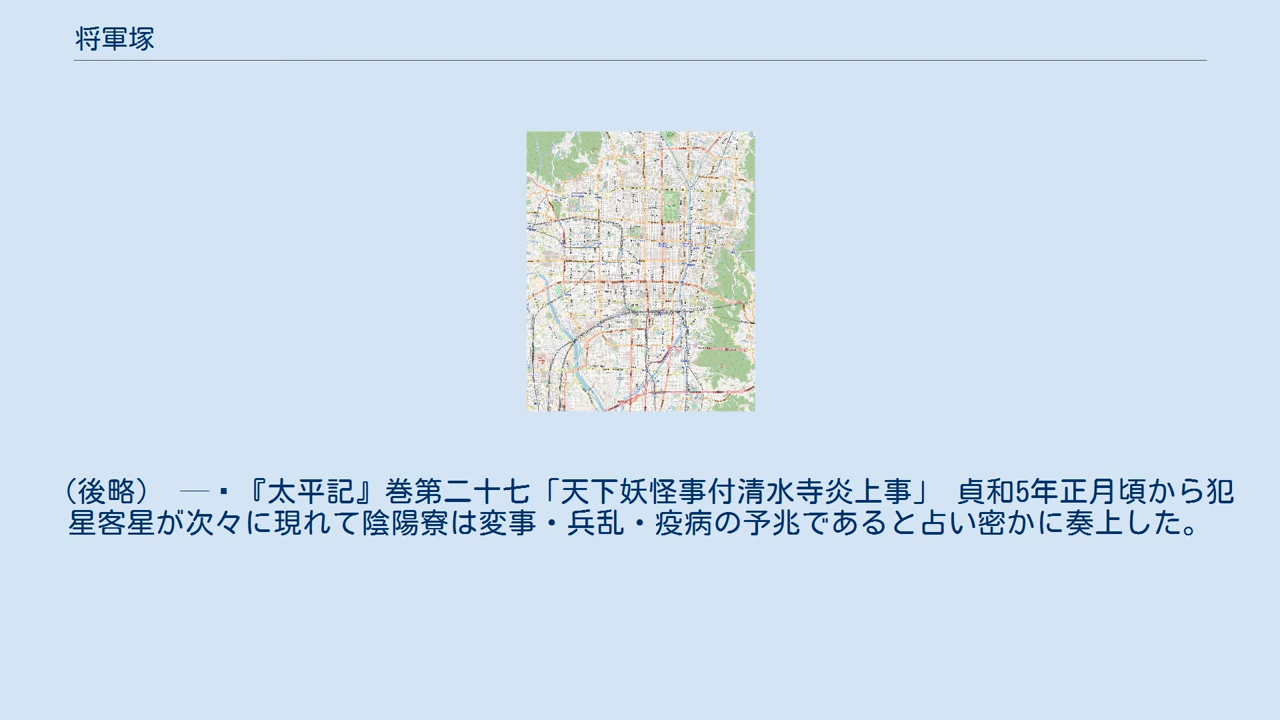 将軍塚
（後略） ─・『太平記』巻第二十七「天下妖怪事付清水寺炎上事」 貞和5年正月頃から犯
星客星が次々に現れて陰陽寮は変事・兵乱・疫病の予兆であると占い密かに奏上した。